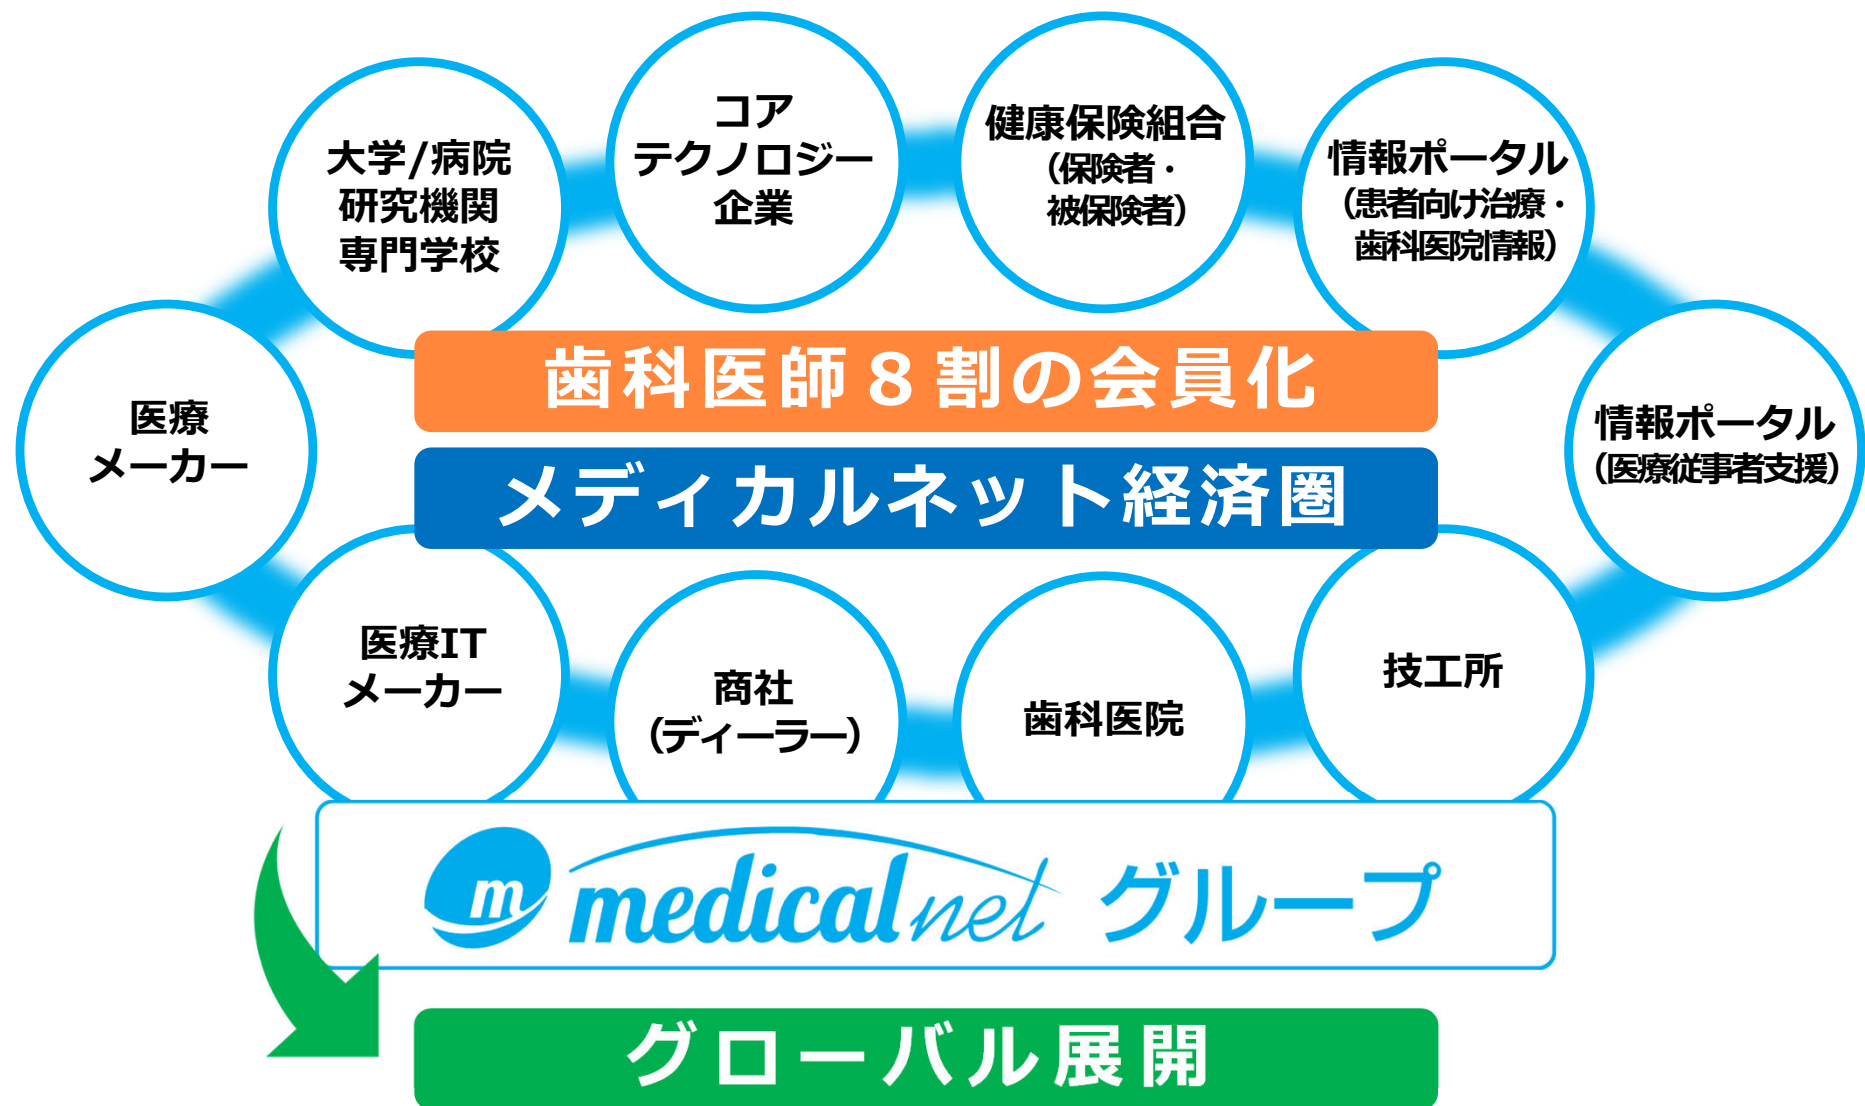 コア
テクノロジー
企業
健康保険組合
（保険者・
被保険者）
大学/病院
研究機関
専門学校
情報ポータル
（患者向け治療・
歯科医院情報）
歯科医師８割の会員化
医療
メーカー
情報ポータル
（医療従事者支援）
メディカルネット経済圏
医療IT
メーカー
商社
（ディーラー）
歯科医院
技工所
m medicalnet グループ
グローバル展開